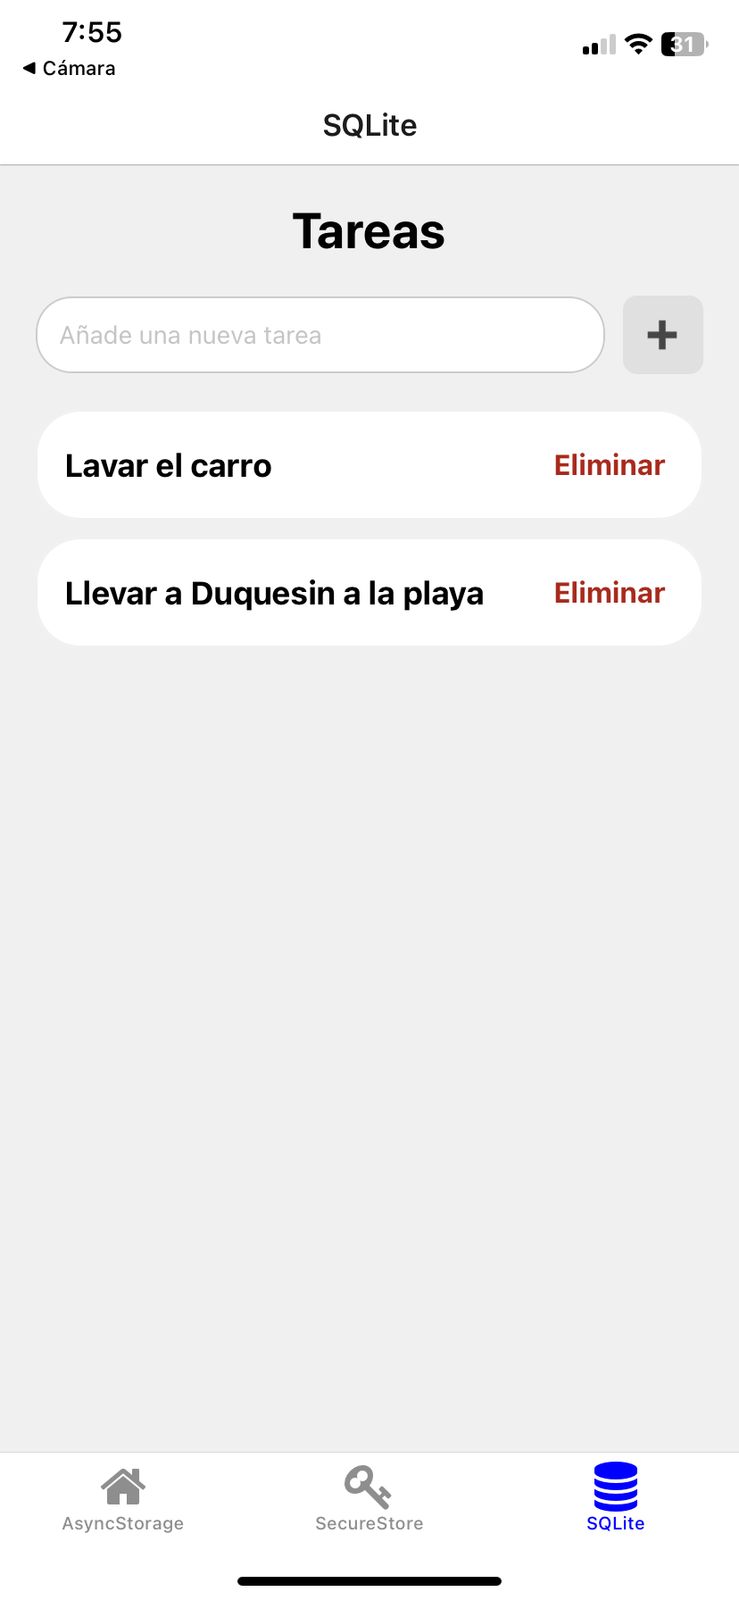 7:55
31
◀ Cámara
SQLite
Tareas
Añade una nueva tarea
+
Lavar el carro Eliminar
Llevar a Duquesin a la playa Eliminar
AsyncStorage SecureStore SQLite